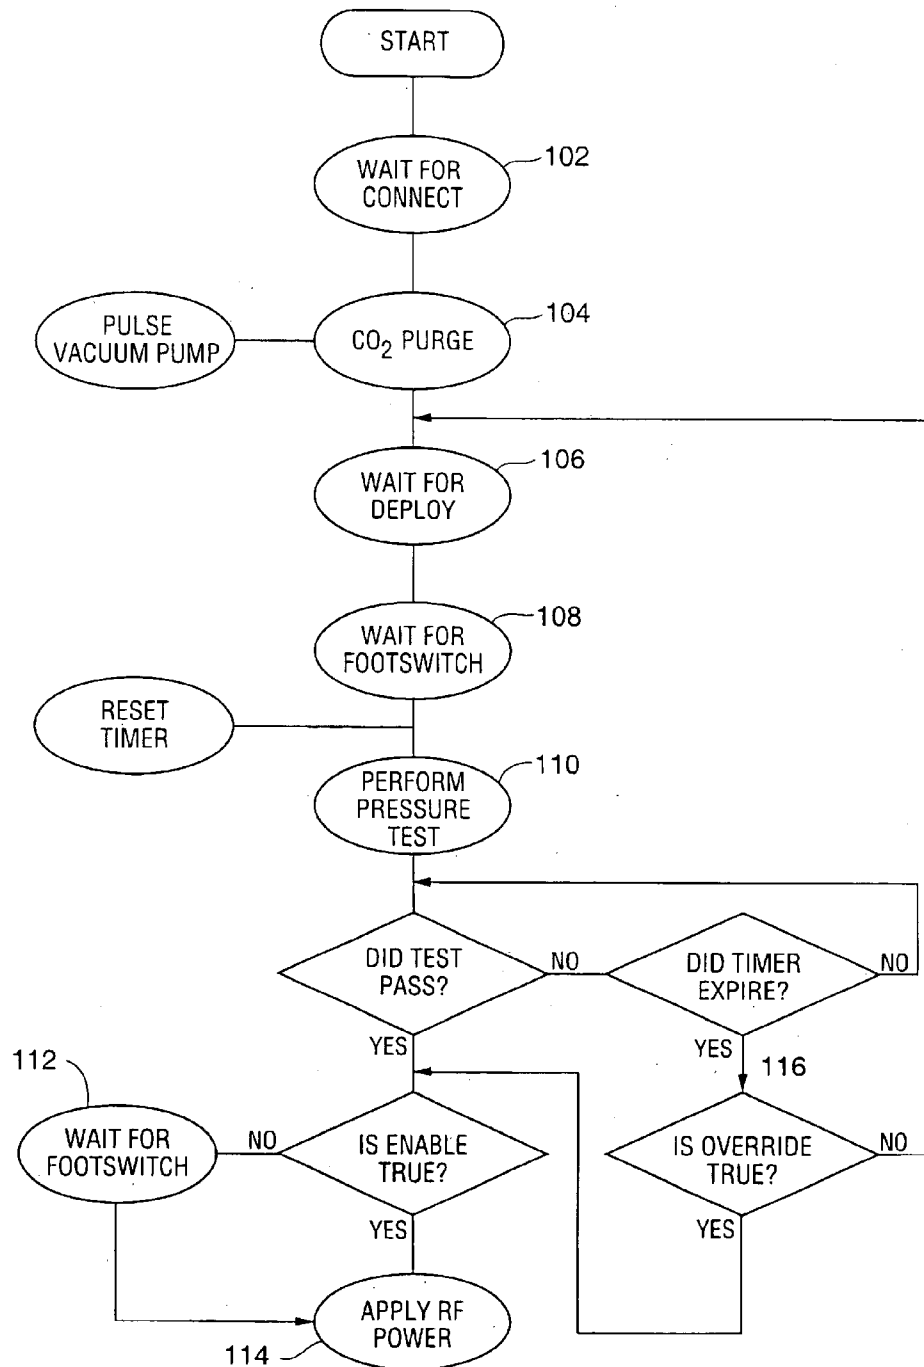 START
WAIT FOR
CONNECT
102
PULSE
VACUUM PUMP
CO₂ PURGE
104
WAIT FOR
DEPLOY
106
WAIT FOR
FOOTSWITCH
108
RESET
TIMER
PERFORM
PRESSURE
TEST
110
DID TEST
PASS?
NO
DID TIMER
EXPIRE?
NO
YES
YES
116
112
WAIT FOR
FOOTSWITCH
NO
IS ENABLE
TRUE?
IS OVERRIDE
TRUE?
NO
YES
YES
APPLY RF
POWER
114